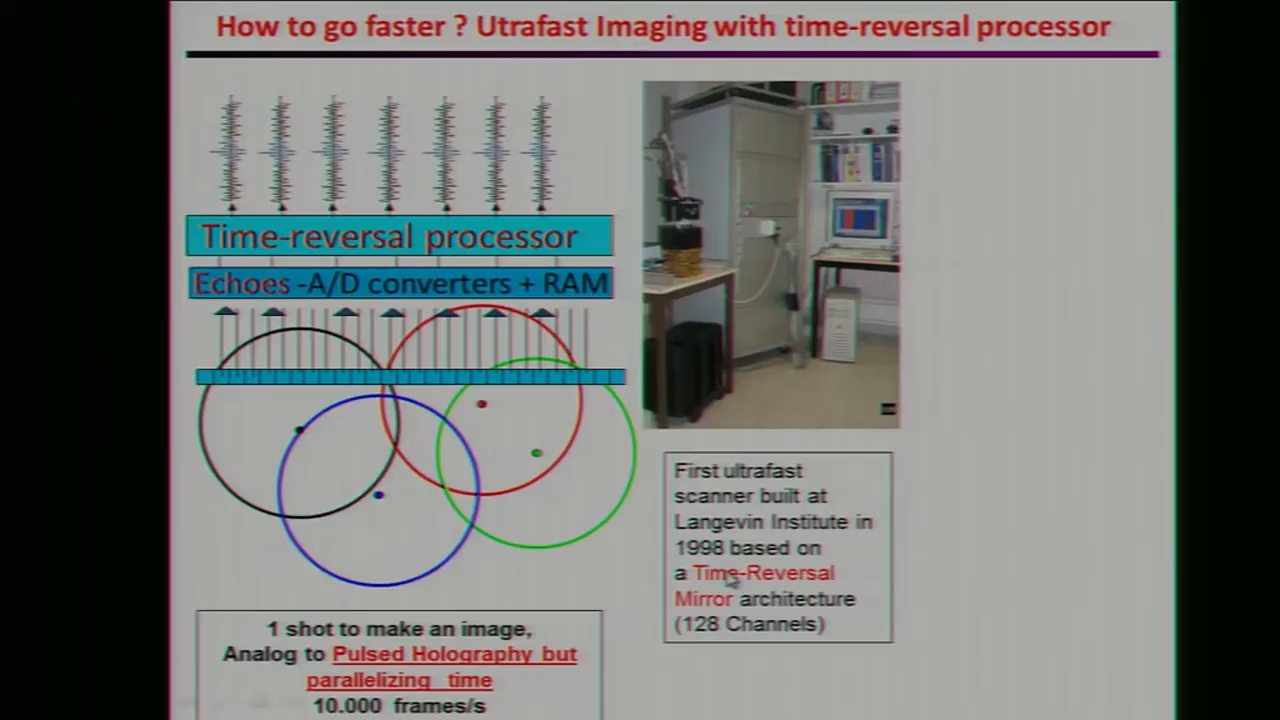 How to go faster ? Utrafast Imaging with time-reversal processor
Time-reversal processor
Echoes -A/D converters + RAM
First ultrafast
scanner built at
Langevin Institute in
1998 based on
a Time-Reversal
Mirror architecture
(128 Channels)
1 shot to make an image,
Analog to Pulsed Holography but
parallelizing time
10.000 frames/s